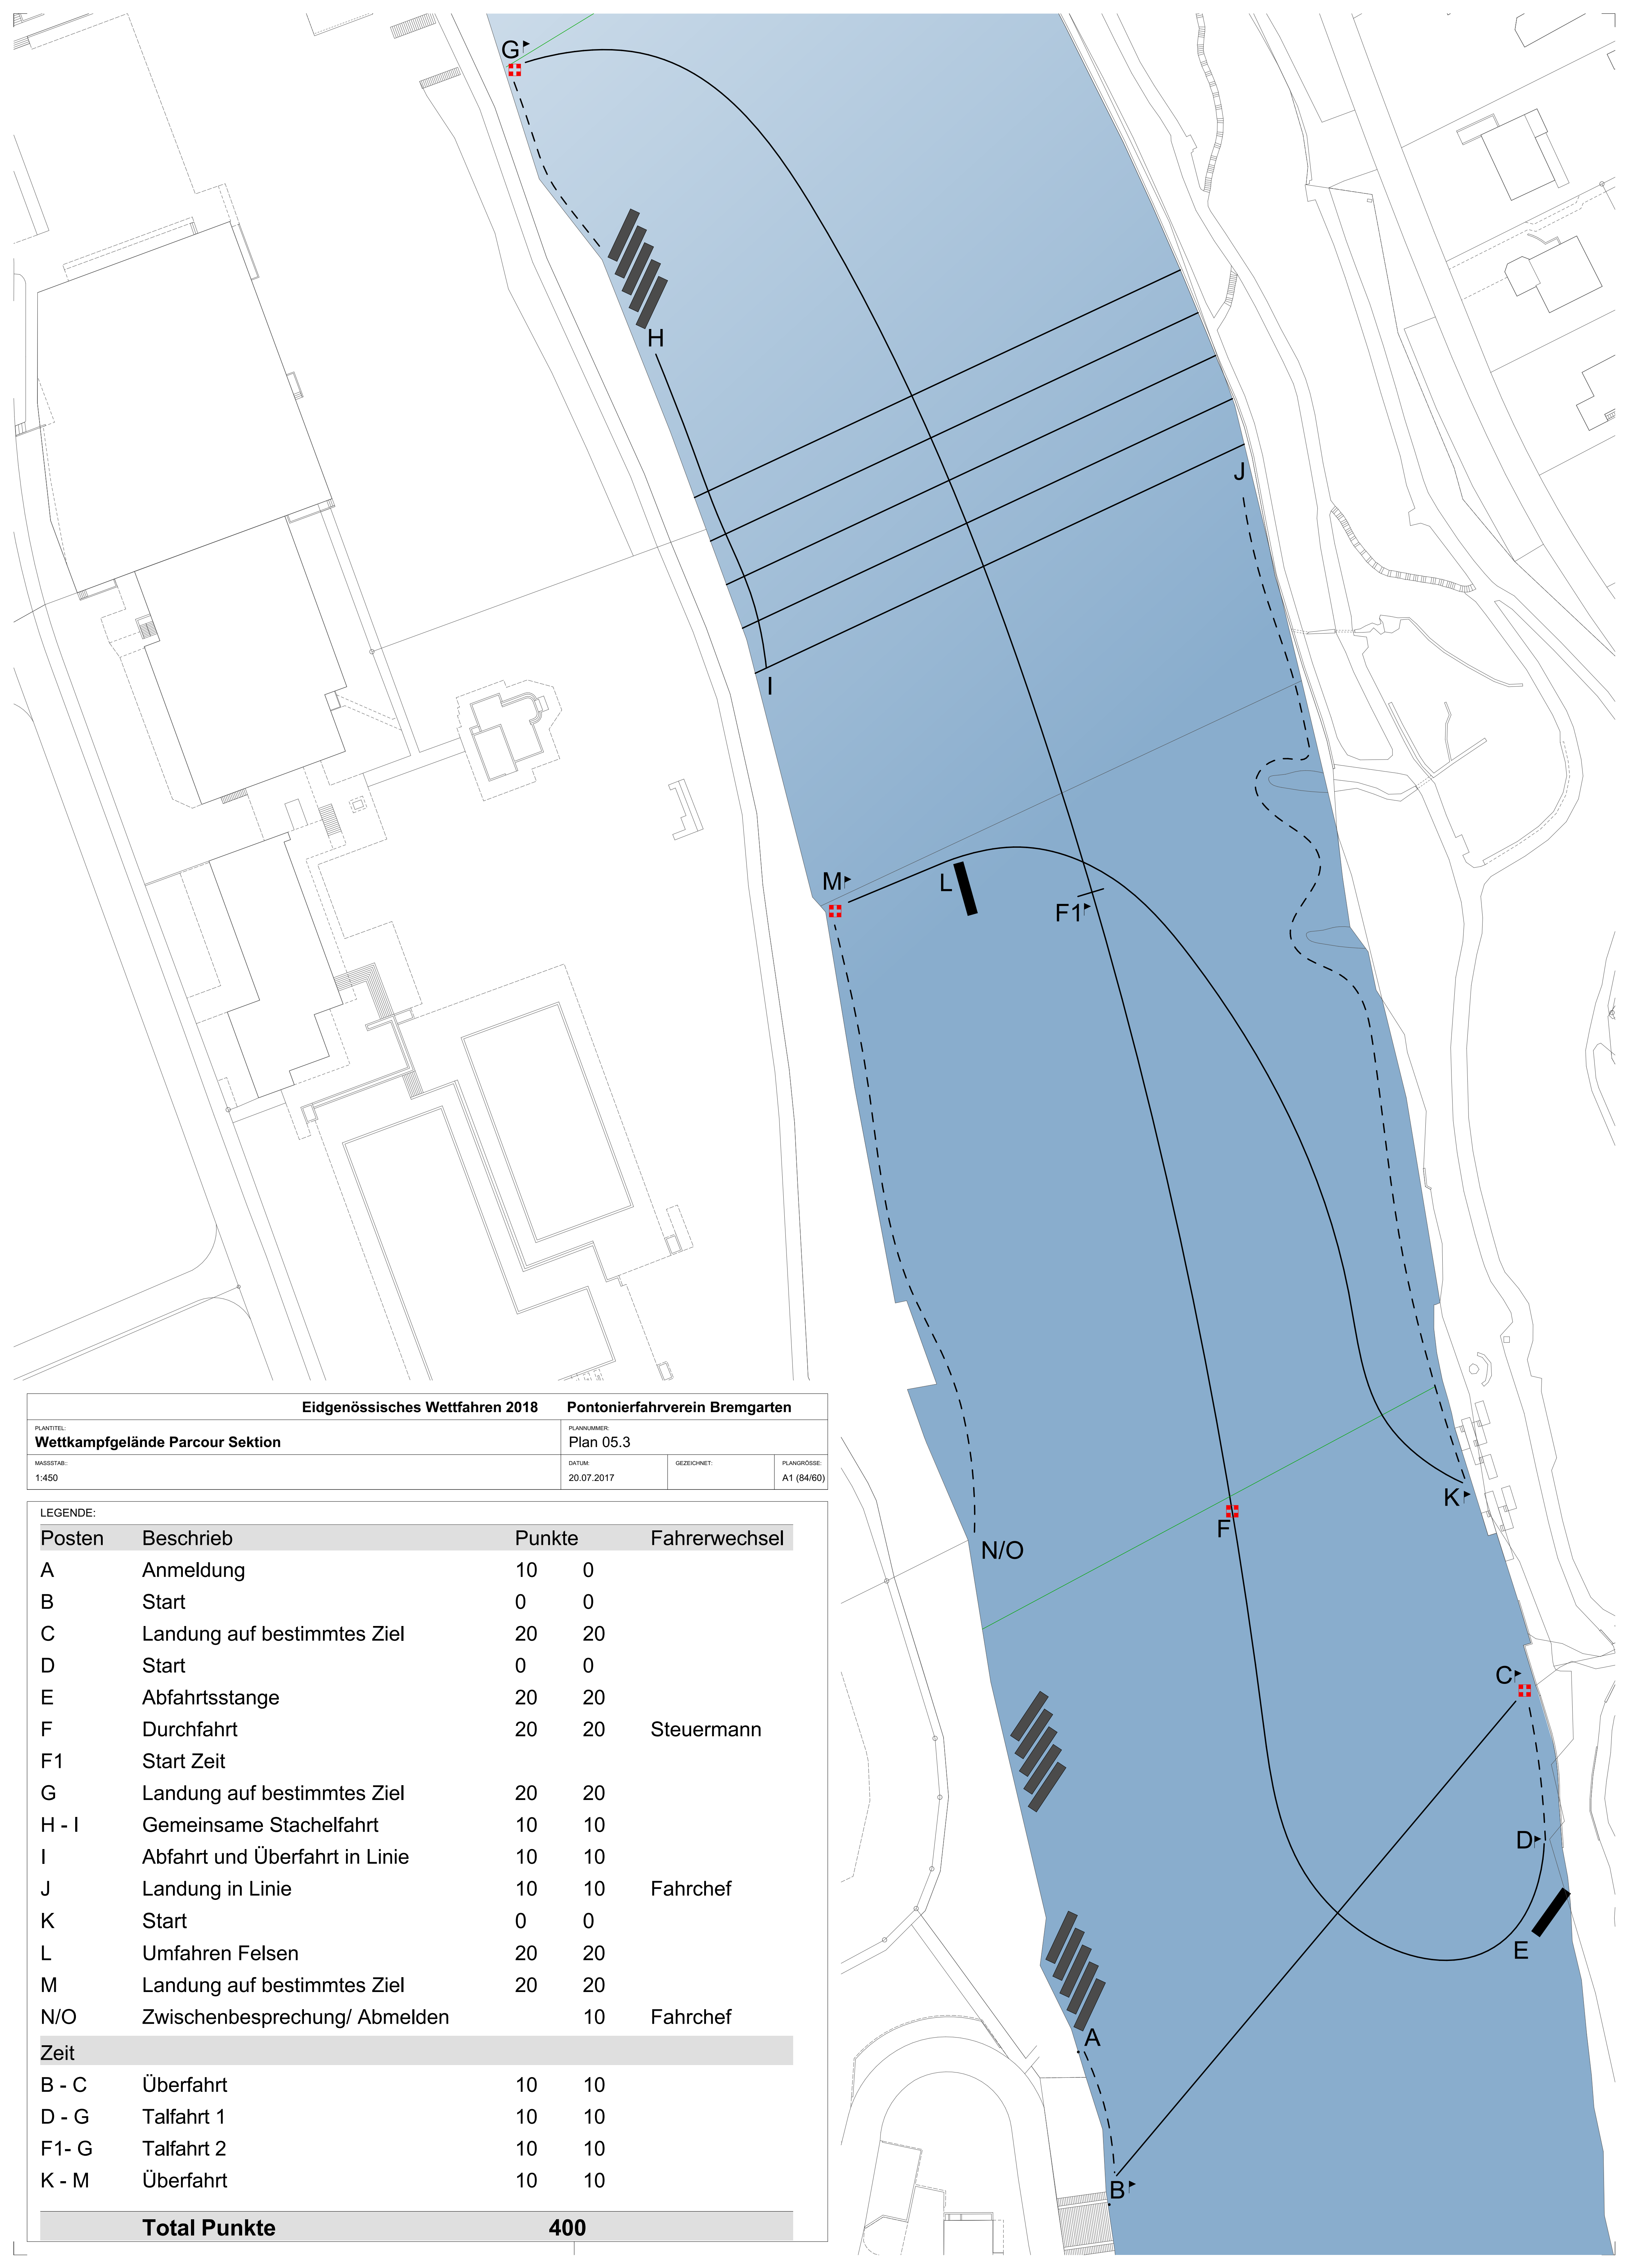 G
H
J
I
M
L
F1
K
F
N/O
C
D
E
A
B
Eidgenössisches Wettfahren 2018 Pontonierfahrverein Bremgarten
PLANTITEL: PLANNUMMER:
Wettkampfgelände Parcour Sektion Plan 05.3
MASSSTAB: DATUM: GEZEICHNET: PLANGRÖSSE:
1:450 20.07.2017 A1 (84/60)
LEGENDE:
Posten Beschrieb Punkte Fahrerwechsel
A Anmeldung 10 0
B Start 0 0
C Landung auf bestimmtes Ziel 20 20
D Start 0 0
E Abfahrtsstange 20 20
F Durchfahrt 20 20 Steuermann
F1 Start Zeit
G Landung auf bestimmtes Ziel 20 20
H - I Gemeinsame Stachelfahrt 10 10
I Abfahrt und Überfahrt in Linie 10 10
J Landung in Linie 10 10 Fahrchef
K Start 0 0
L Umfahren Felsen 20 20
M Landung auf bestimmtes Ziel 20 20
N/O Zwischenbesprechung/ Abmelden 10 Fahrchef
Zeit
B - C Überfahrt 10 10
D - G Talfahrt 1 10 10
F1- G Talfahrt 2 10 10
K - M Überfahrt 10 10
Total Punkte 400